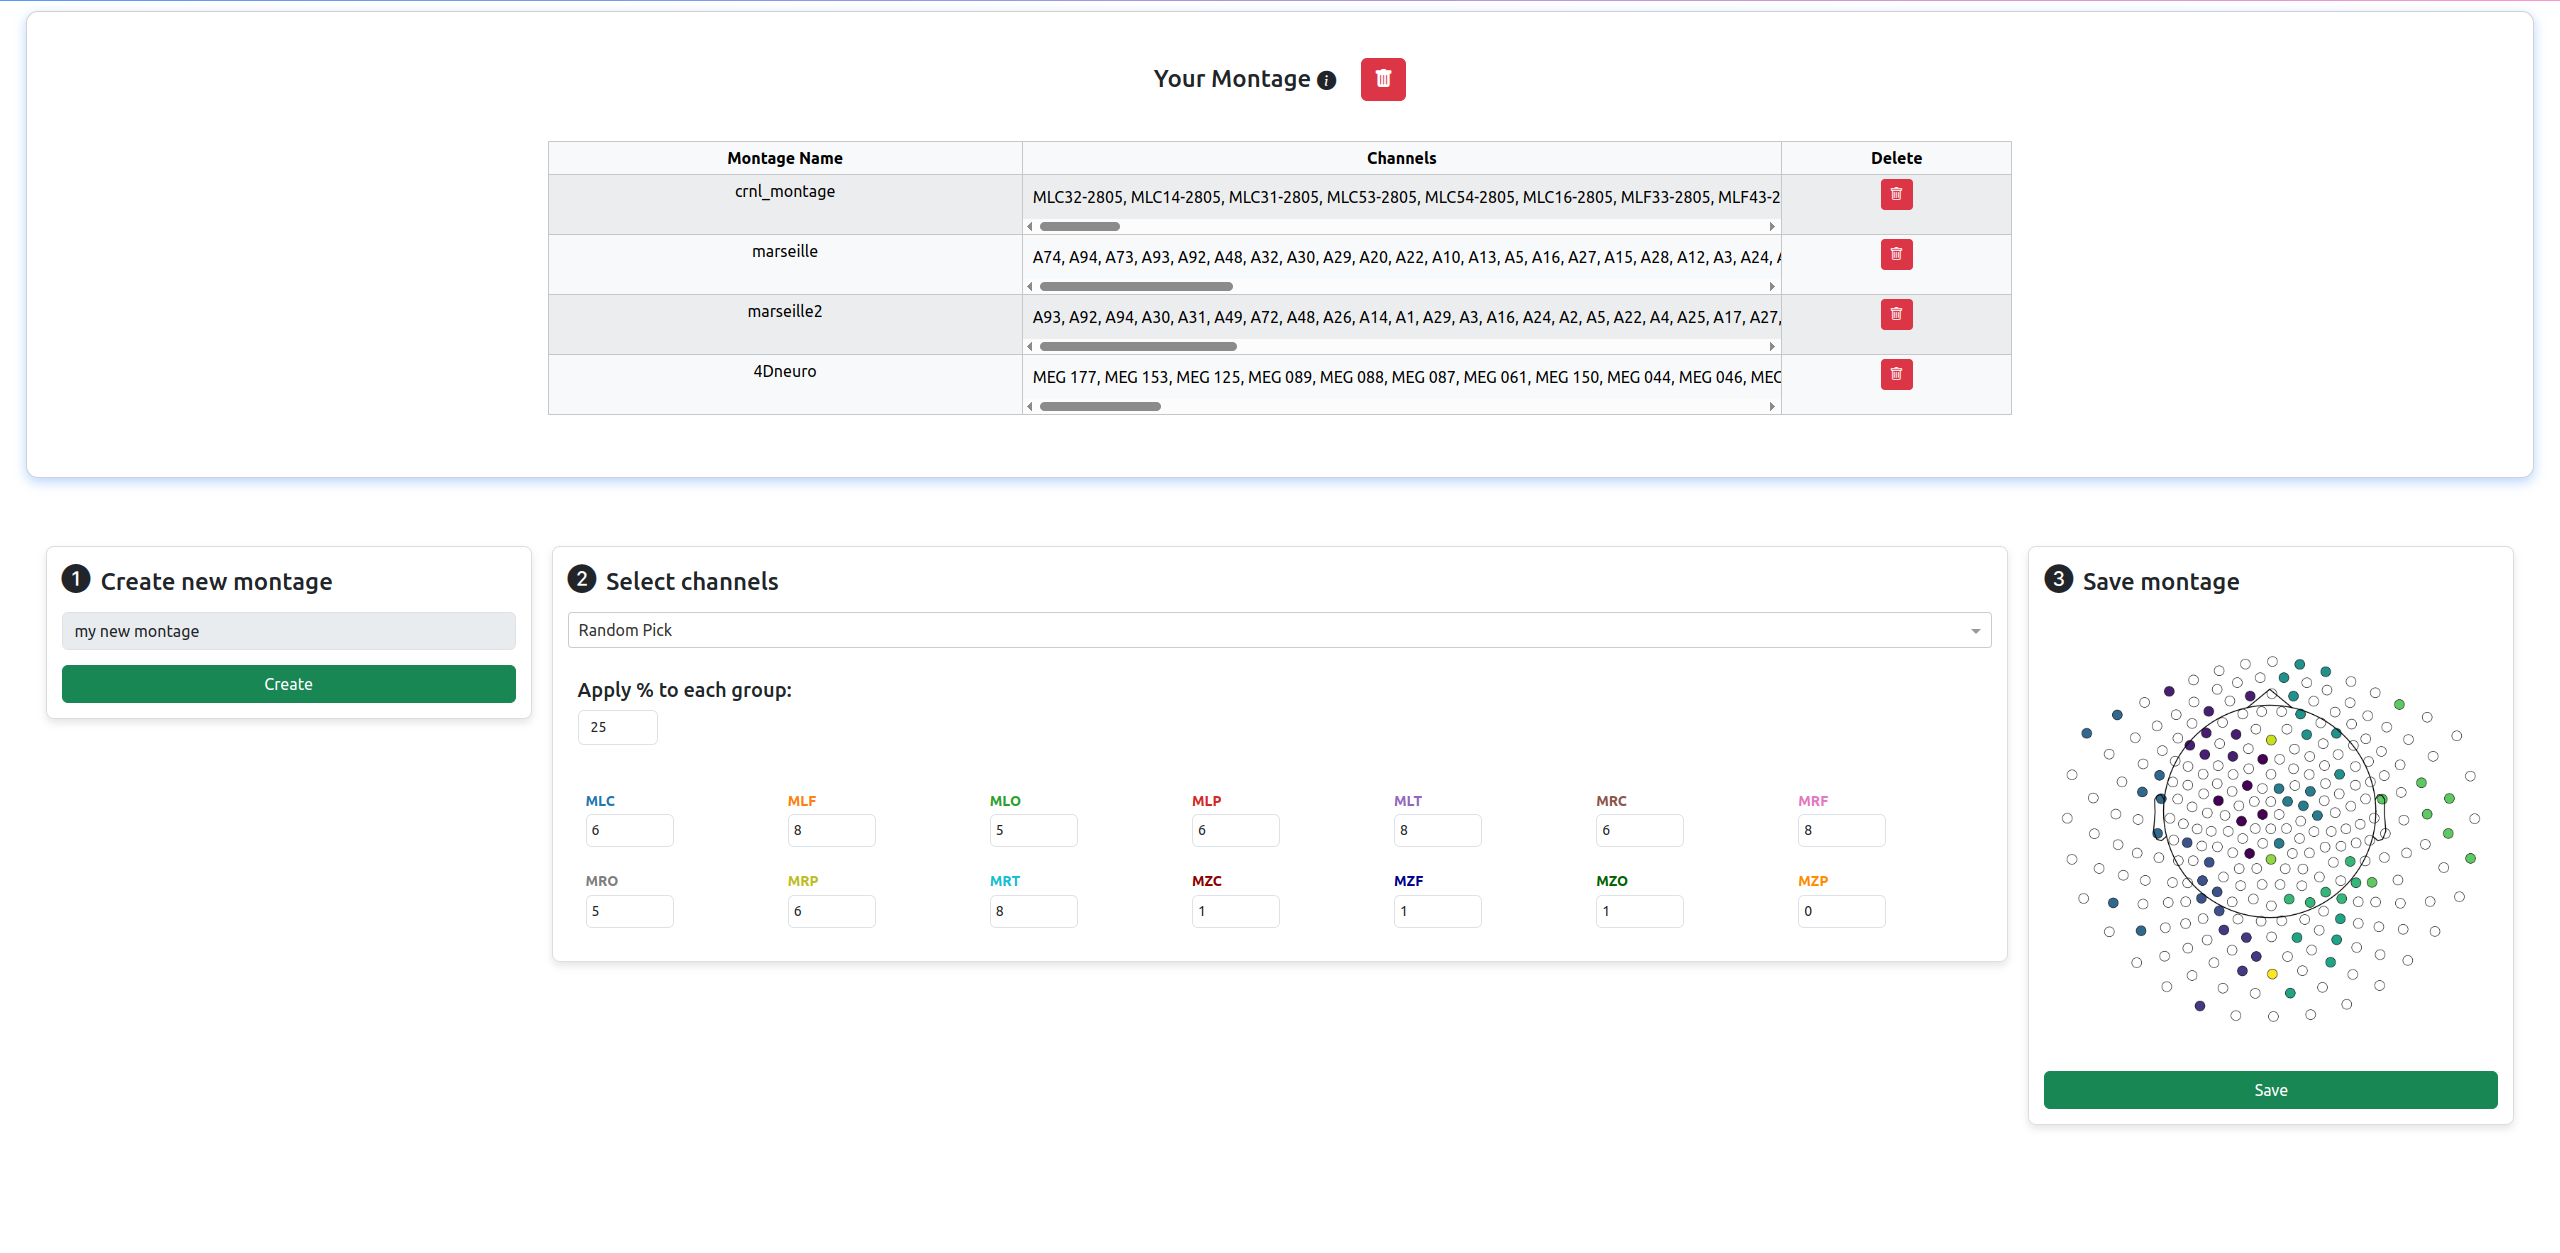 Your Montage
Montage Name Channels Delete
crnl_montage MLC32-2805, MLC14-2805, MLC31-2805, MLC53-2805, MLC54-2805, MLC16-2805, MLF33-2805, MLF43-2
marseille A74, A94, A73, A93, A92, A48, A32, A30, A29, A20, A22, A10, A13, A5, A16, A27, A15, A28, A12, A3, A24,
marseille2 A93, A92, A94, A30, A31, A49, A72, A48, A26, A14, A1, A29, A3, A16, A24, A2, A5, A22, A4, A25, A17, A27,
4Dneuro MEG 177, MEG 153, MEG 125, MEG 089, MEG 088, MEG 087, MEG 061, MEG 150, MEG 044, MEG 046, MEG
1 Create new montage
my new montage
Create
2 Select channels
Random Pick
Apply % to each group:
25
MLC MLF MLO MLP MLT MRC MRF
6 8 5 6 8 6 8
MRO MRP MRT MZC MZF MZO MZP
5 6 8 1 1 1 0
3 Save montage
Save